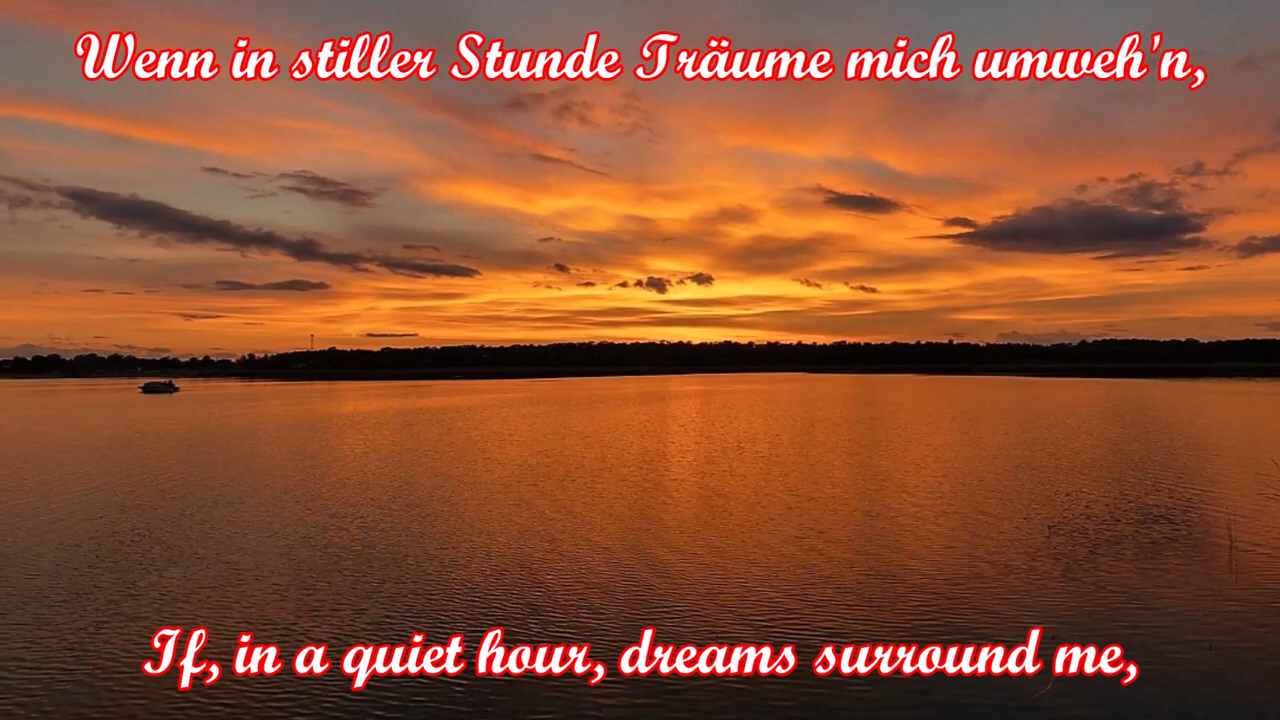 Wenn in stiller Stunde Träume mich umweh'n,
If, in a quiet hour, dreams surround me,